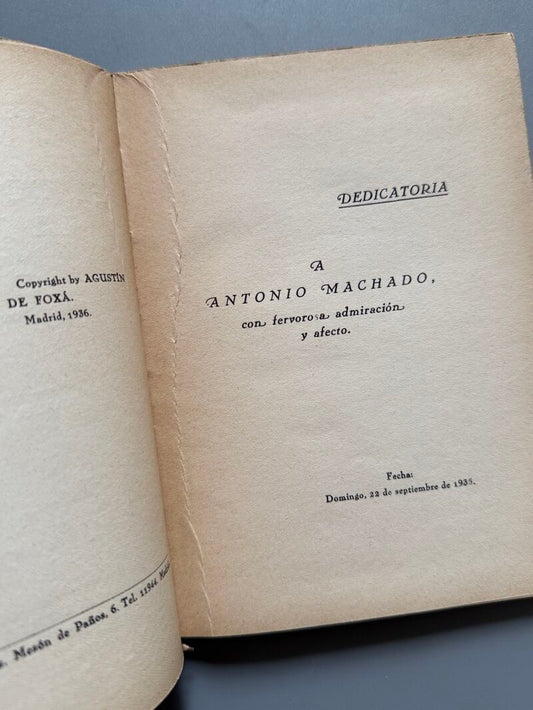 Copyright by AGUSTÍN
DE FOXÁ.
Madrid, 1936.
Mesón de Paños, 6. Tel. 11944.
DEDICATORIA
A
ANTONIO MACHADO,
con fervorosa admiración
y afecto.
Fecha:
Domingo, 22 de septiembre de 1935.